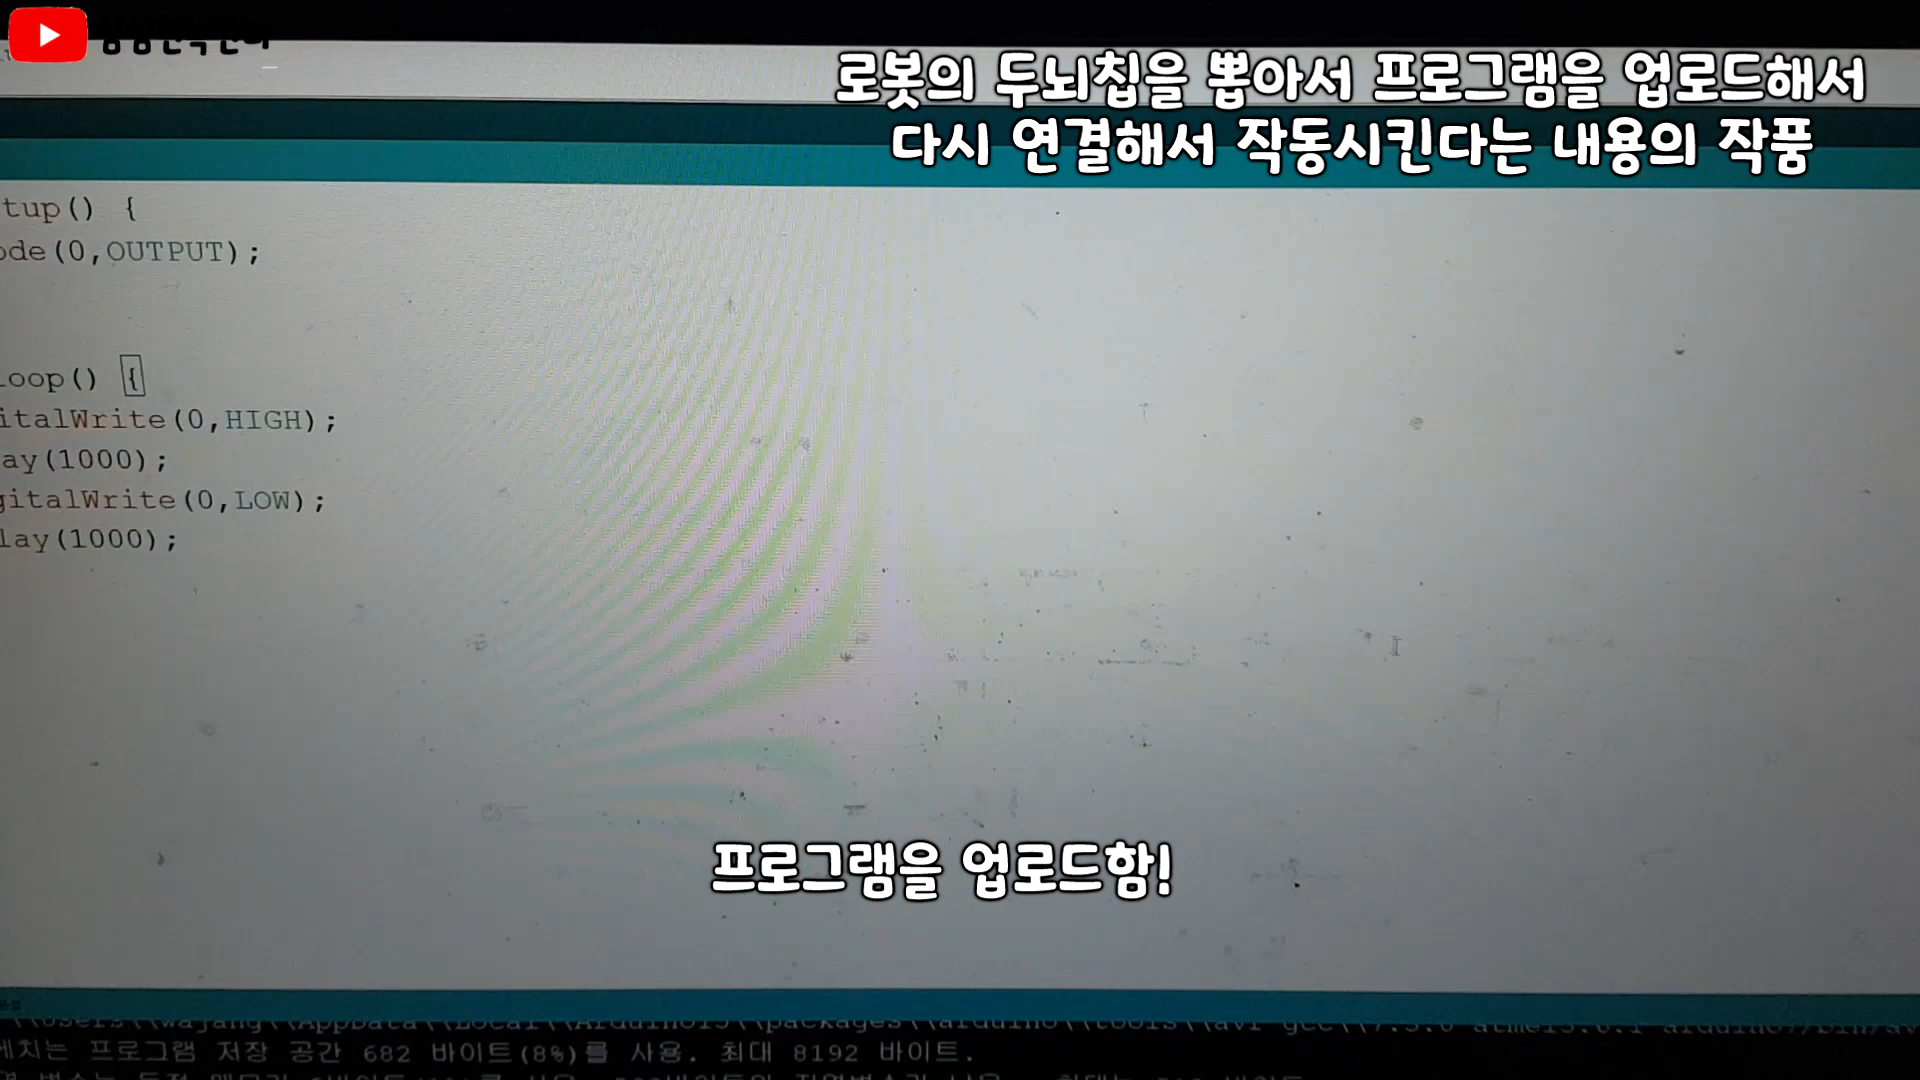 로봇의 두뇌칩을 뽑아서 프로그램을 업로드해서
다시 연결해서 작동시킨다는 내용의 작품
tup() {
ode(0,OUTPUT);
loop() {
italWrite(0,HIGH);
ay(1000);
gitalWrite(0,LOW);
lay(1000);
프로그램을 업로드함!
프로그램 저장 공간 682 바이트(8%)를 사용. 최대 8192 바이트.